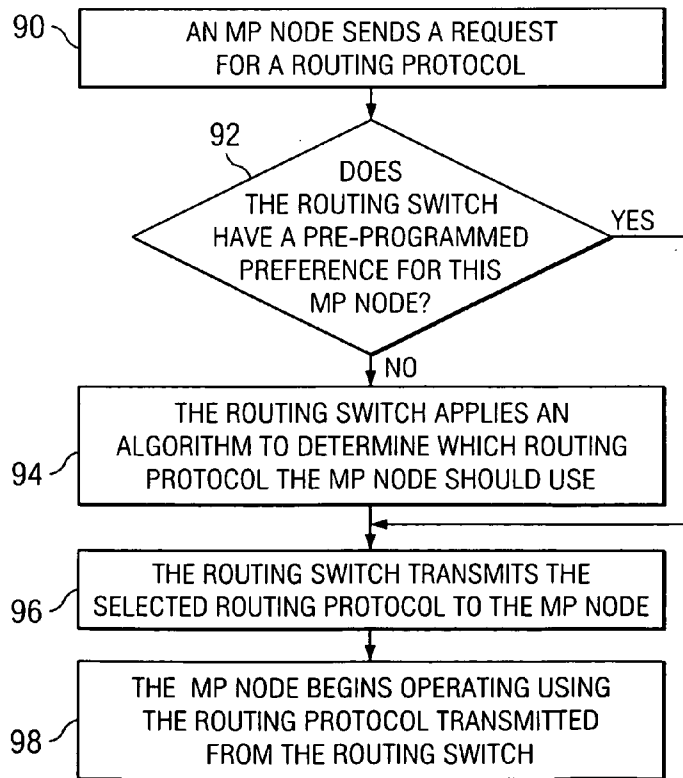 90
AN MP NODE SENDS A REQUEST
FOR A ROUTING PROTOCOL
92
DOES
THE ROUTING SWITCH
HAVE A PRE-PROGRAMMED
PREFERENCE FOR THIS
MP NODE?
YES
NO
THE ROUTING SWITCH APPLIES AN
ALGORITHM TO DETERMINE WHICH ROUTING
PROTOCOL THE MP NODE SHOULD USE
94
THE ROUTING SWITCH TRANSMITS THE
SELECTED ROUTING PROTOCOL TO THE MP NODE
96
THE MP NODE BEGINS OPERATING USING
THE ROUTING PROTOCOL TRANSMITTED
FROM THE ROUTING SWITCH
98